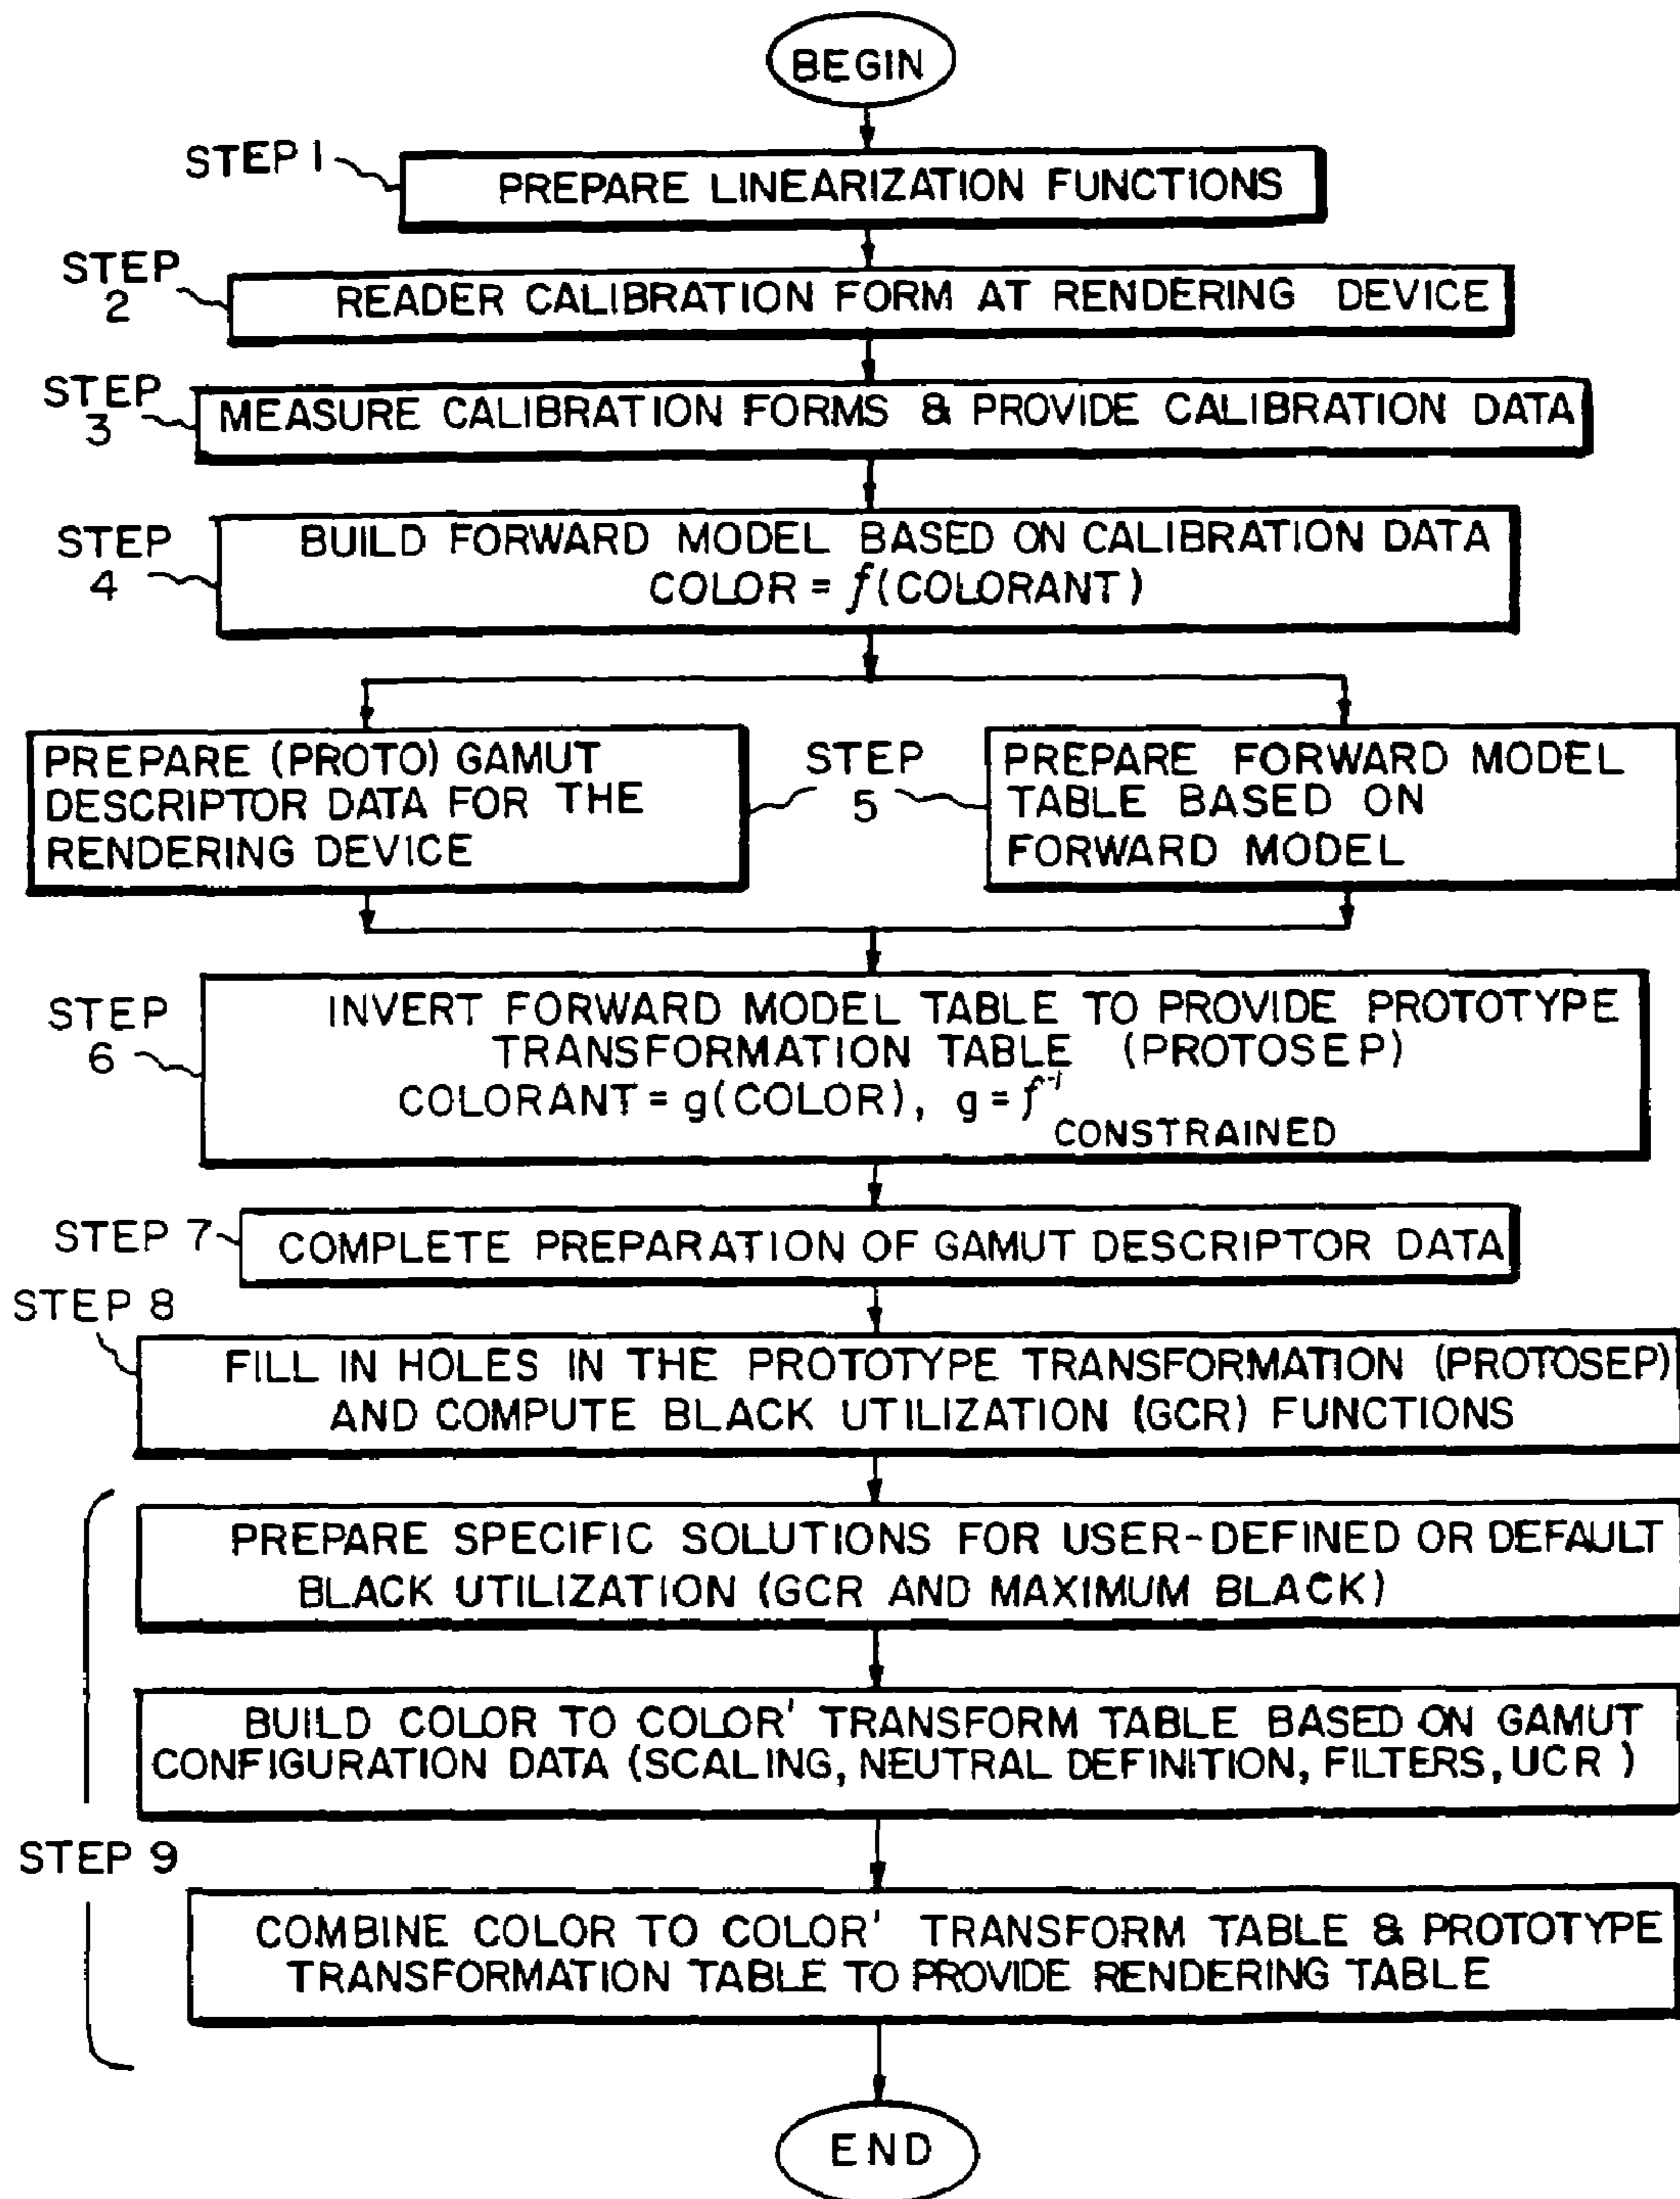 BEGIN
STEP 1
PREPARE LINEARIZATION FUNCTIONS
STEP
2
READER CALIBRATION FORM AT RENDERING DEVICE
STEP
3
MEASURE CALIBRATION FORMS & PROVIDE CALIBRATION DATA
STEP
4
BUILD FORWARD MODEL BASED ON CALIBRATION DATA
COLOR = f(COLORANT)
PREPARE (PROTO) GAMUT
DESCRIPTOR DATA FOR THE
RENDERING DEVICE
STEP
5
PREPARE FORWARD MODEL
TABLE BASED ON
FORWARD MODEL
STEP
6
INVERT FORWARD MODEL TABLE TO PROVIDE PROTOTYPE
TRANSFORMATION TABLE (PROTOSEP)
COLORANT = g(COLOR), g = f⁻¹
CONSTRAINED
STEP 7
COMPLETE PREPARATION OF GAMUT DESCRIPTOR DATA
STEP 8
FILL IN HOLES IN THE PROTOTYPE TRANSFORMATION (PROTOSEP)
AND COMPUTE BLACK UTILIZATION (GCR) FUNCTIONS
PREPARE SPECIFIC SOLUTIONS FOR USER-DEFINED OR DEFAULT
BLACK UTILIZATION (GCR AND MAXIMUM BLACK)
BUILD COLOR TO COLOR' TRANSFORM TABLE BASED ON GAMUT
CONFIGURATION DATA (SCALING, NEUTRAL DEFINITION, FILTERS, UCR)
STEP 9
COMBINE COLOR TO COLOR' TRANSFORM TABLE & PROTOTYPE
TRANSFORMATION TABLE TO PROVIDE RENDERING TABLE
END